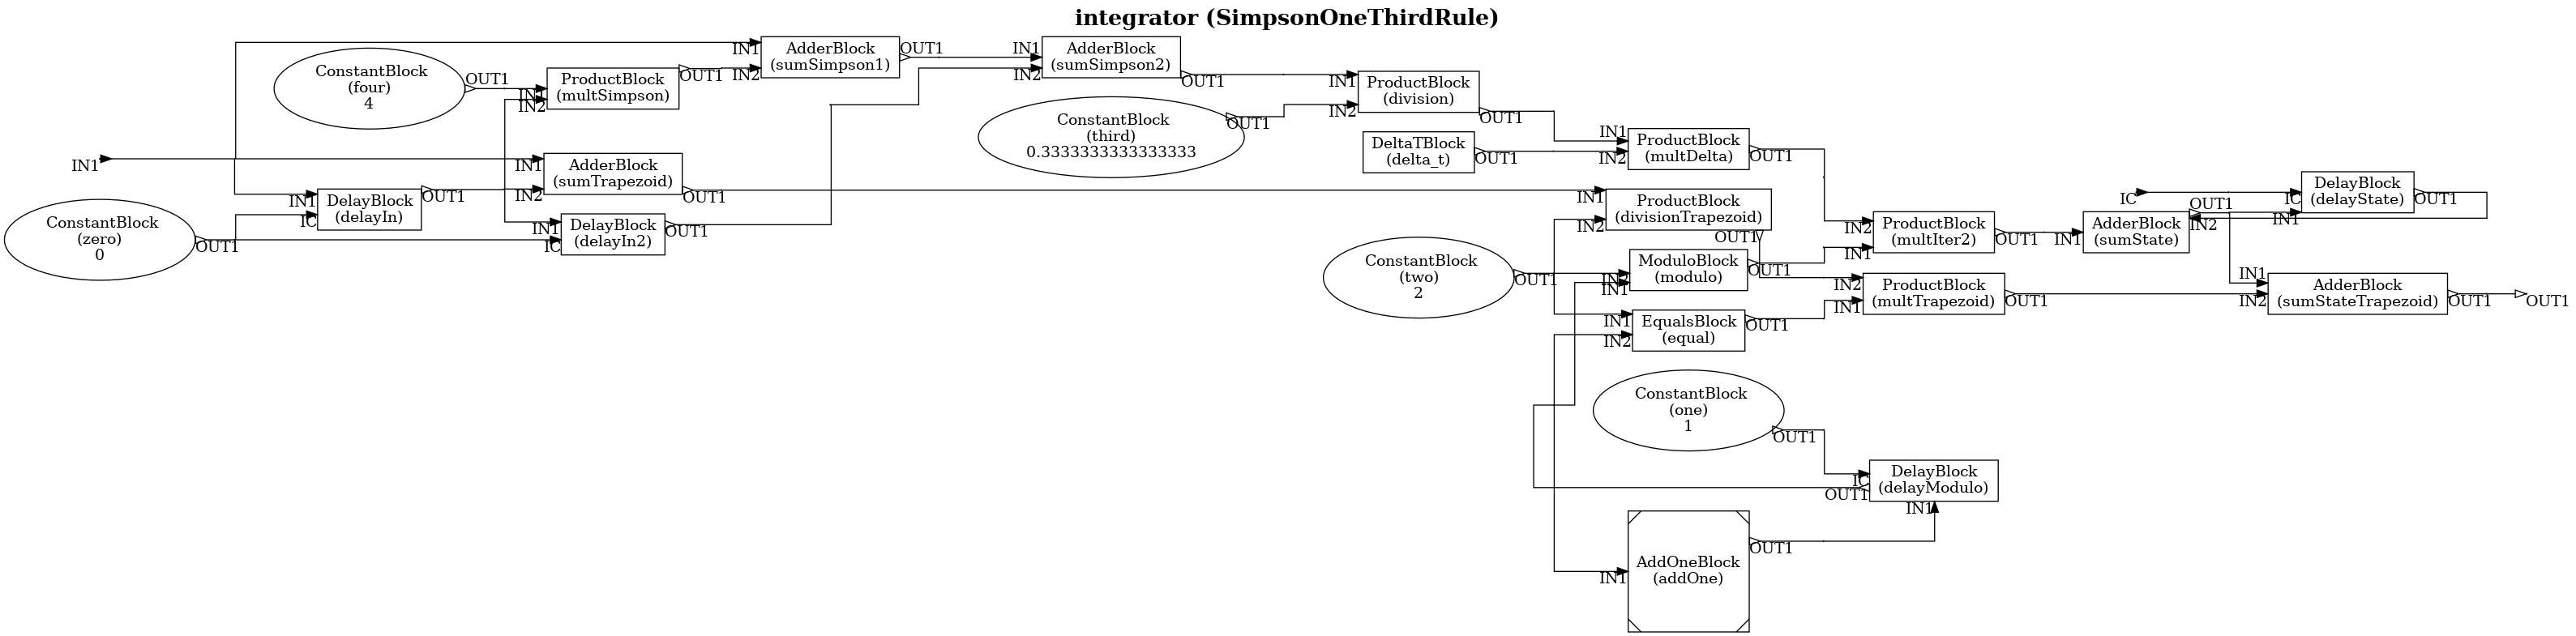 integrator (SimpsonOneThirdRule)
ConstantBlock
(four)
4
OUT1
IN1
IN2
ProductBlock
(multSimpson)
OUT1
IN1
IN2
AdderBlock
(sumSimpson1)
OUT1
IN1
IN2
AdderBlock
(sumSimpson2)
OUT1
ConstantBlock
(third)
0.3333333333333333
OUT1
IN1
IN2
ProductBlock
(division)
OUT1
DeltaTBlock
(delta_t)
OUT1
IN1
IN2
ProductBlock
(multDelta)
OUT1
IN1
IN1
IN2
AdderBlock
(sumTrapezoid)
OUT1
IN1
IC
DelayBlock
(delayIn)
OUT1
ConstantBlock
(zero)
0
OUT1
IN1
IC
DelayBlock
(delayIn2)
OUT1
IN1
IN2
ProductBlock
(divisionTrapezoid)
OUT1
ConstantBlock
(two)
2
OUT1
IN2
IN1
ModuloBlock
(modulo)
OUT1
IN1
IN2
EqualsBlock
(equal)
OUT1
IN2
IN1
ProductBlock
(multIter2)
OUT1
IN2
IN1
ProductBlock
(multTrapezoid)
OUT1
IN1
AdderBlock
(sumState)
OUT1
IN2
IC
IC
IN1
DelayBlock
(delayState)
OUT1
IN1
IN2
AdderBlock
(sumStateTrapezoid)
OUT1
OUT1
ConstantBlock
(one)
1
OUT1
IC
OUT1
IN1
DelayBlock
(delayModulo)
IN1
AddOneBlock
(addOne)
OUT1